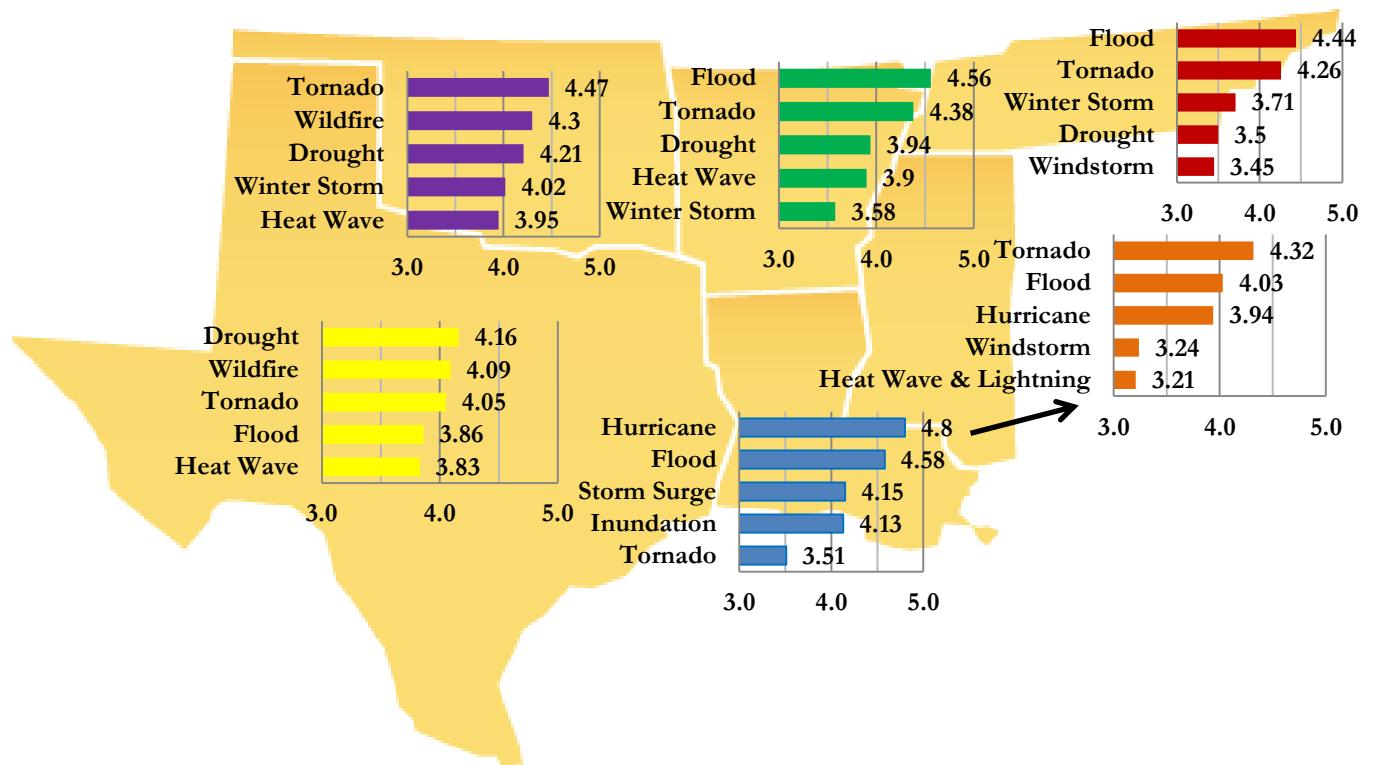 Tornado 4.47
Wildfire 4.3
Drought 4.21
Winter Storm 4.02
Heat Wave 3.95
3.0 4.0 5.0
Flood 4.56
Tornado 4.38
Drought 3.94
Heat Wave 3.9
Winter Storm 3.58
3.0 4.0 5.0
Flood 4.44
Tornado 4.26
Winter Storm 3.71
Drought 3.5
Windstorm 3.45
3.0 4.0 5.0
Tornado 4.32
Flood 4.03
Hurricane 3.94
Windstorm 3.24
Heat Wave & Lightning 3.21
3.0 4.0 5.0
Drought 4.16
Wildfire 4.09
Tornado 4.05
Flood 3.86
Heat Wave 3.83
3.0 4.0 5.0
Hurricane 4.8
Flood 4.58
Storm Surge 4.15
Inundation 4.13
Tornado 3.51
3.0 4.0 5.0